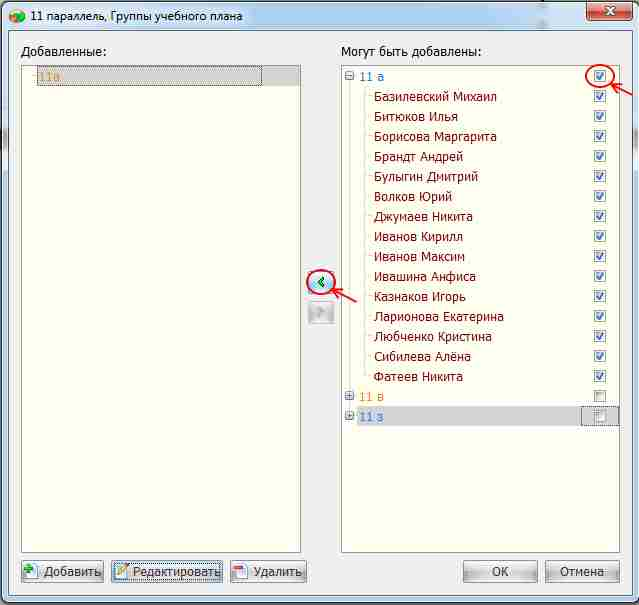 11 параллель, Группы учебного плана
Добавленные:
11а
Могут быть добавлены:
11 а
Базилевский Михаил
Битюков Илья
Борисова Маргарита
Брандт Андрей
Булыгин Дмитрий
Волков Юрий
Джумаев Никита
Иванов Кирилл
Иванов Максим
Ивашина Анфиса
Казнаков Игорь
Ларионова Екатерина
Любченко Кристина
Сибилева Алёна
Фатеев Никита
11 в
11 з
Добавить Редактировать Удалить OK Отмена